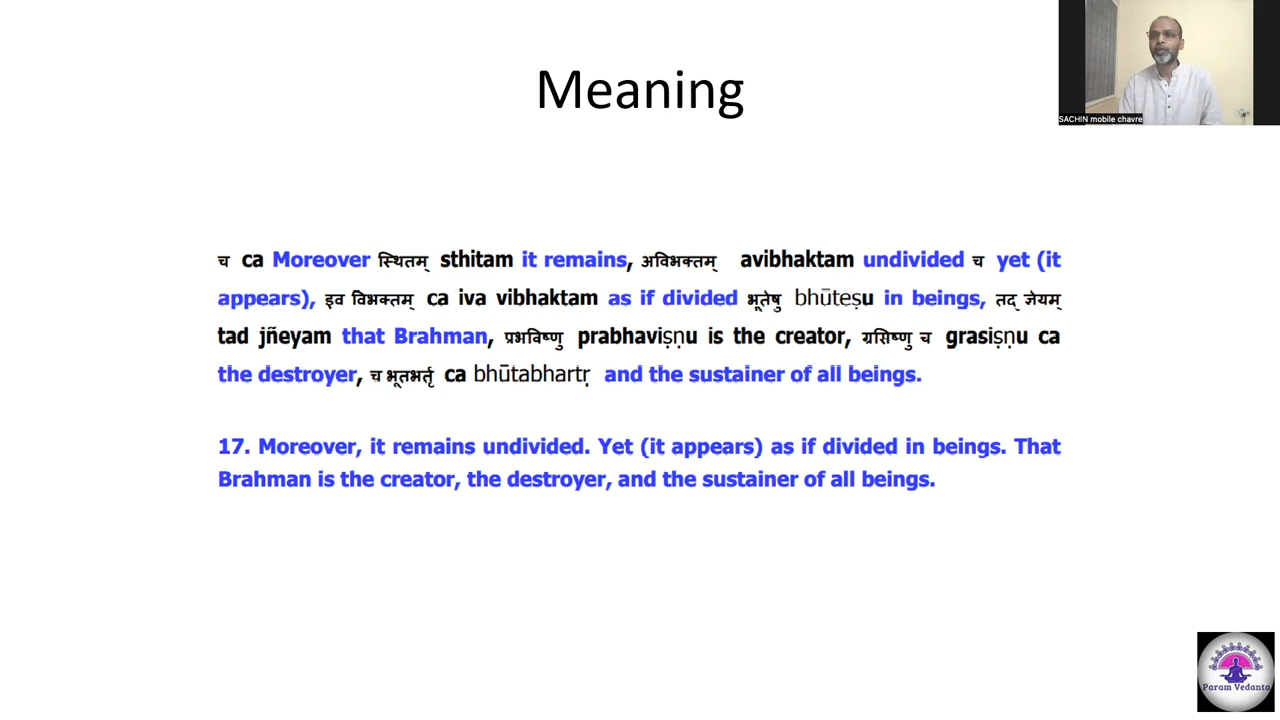 Meaning
SACHIN mobile chavre
च ca Moreover स्थितम् sthitam it remains, अविभक्तम् avibhaktam undivided च yet (it
appears), इव विभक्तम् ca iva vibhaktam as if divided भूतेषु bhūteṣu in beings, तद् ज्ञेयम्
tad jñeyam that Brahman, प्रभविष्णु prabhaviṣṇu is the creator, ग्रसिष्णु च grasiṣṇu ca
the destroyer, च भूतभर्तृ ca bhūtabhartṛ and the sustainer of all beings.
17. Moreover, it remains undivided. Yet (it appears) as if divided in beings. That
Brahman is the creator, the destroyer, and the sustainer of all beings.
Param Vedanta